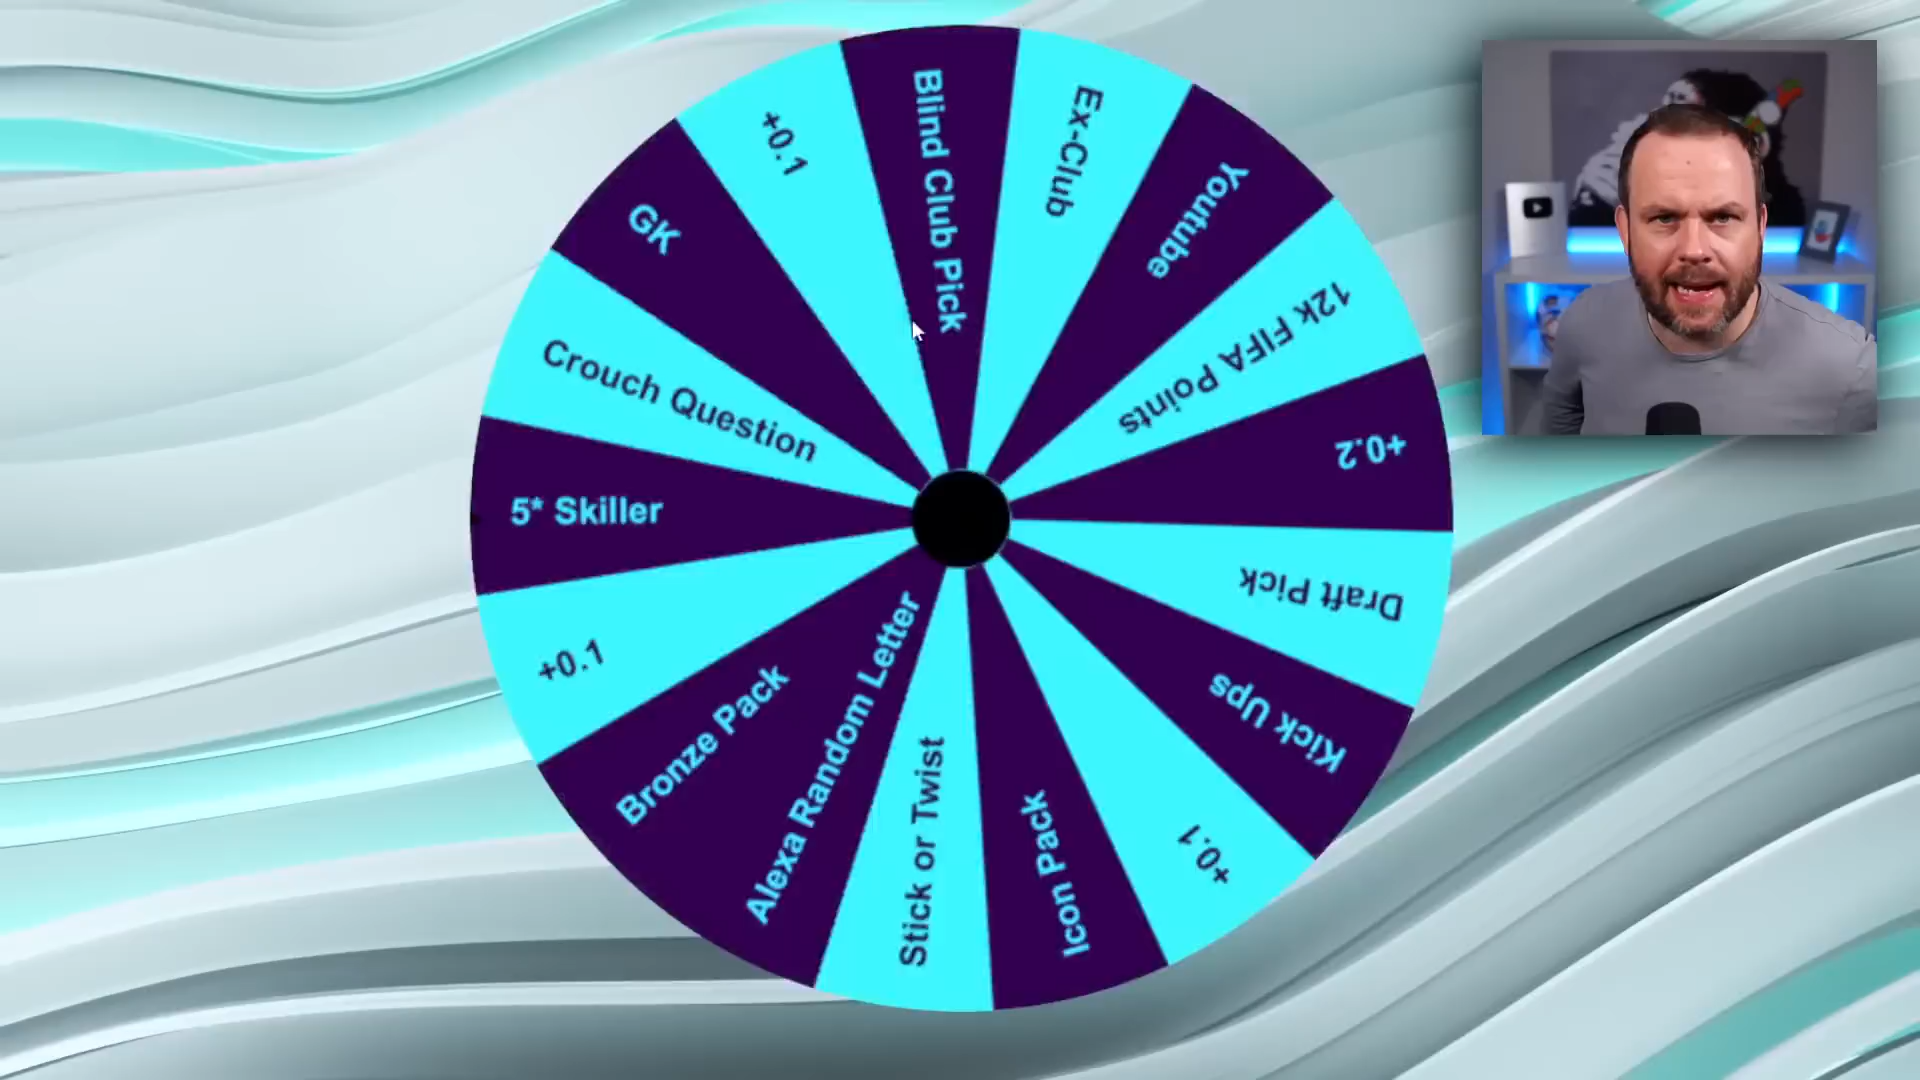 Blind Club Pick
Ex-Club
Youtube
12k FIFA Points
+0.2
Draft Pick
Kick Ups
+0.1
Icon Pack
Stick or Twist
Alexa Random Letter
Bronze Pack
+0.1
5* Skiller
Crouch Question
GK
+0.1